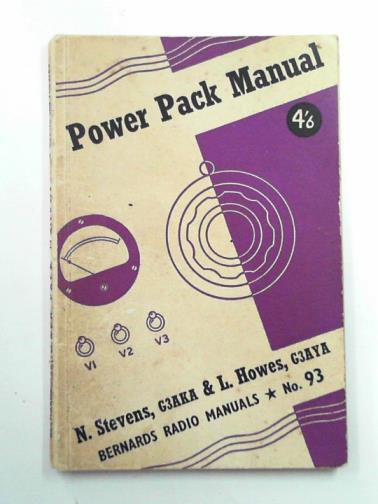 Power Pack Manual
4/6
V1 V2 V3
N. Stevens, G3AKA & L. Howes, G3AYA
BERNARDS RADIO MANUALS ★ No. 93